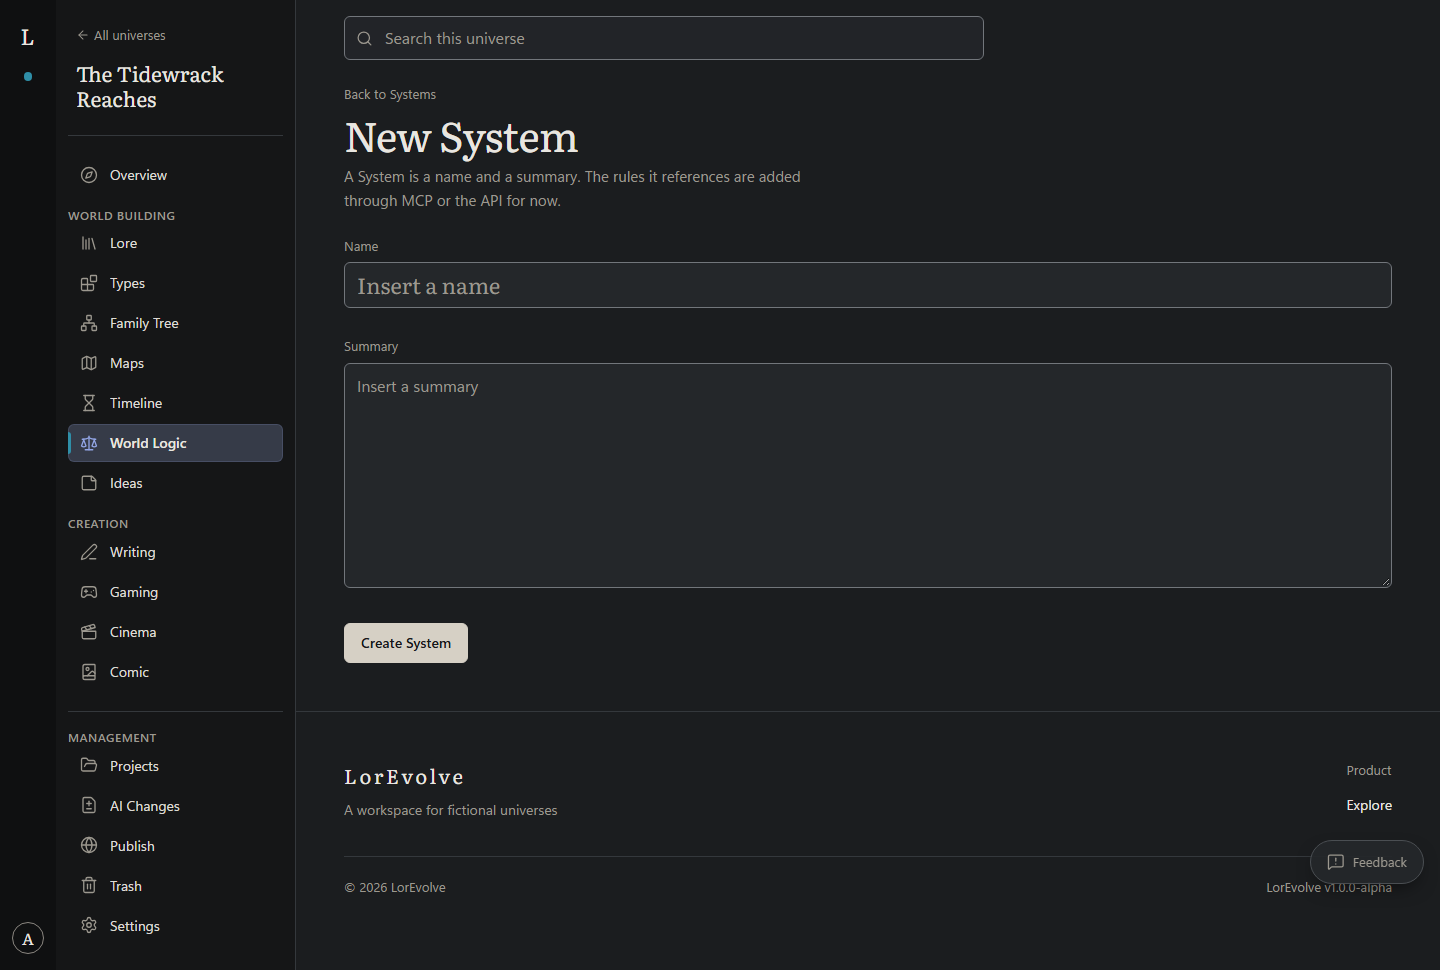 L
← All universes
The Tidewrack
Reaches
Overview
WORLD BUILDING
Lore
Types
Family Tree
Maps
Timeline
World Logic
Ideas
CREATION
Writing
Gaming
Cinema
Comic
MANAGEMENT
Projects
AI Changes
Publish
Trash
Settings
A
Search this universe
Back to Systems
New System
A System is a name and a summary. The rules it references are added
through MCP or the API for now.
Name
Insert a name
Summary
Insert a summary
Create System
LorEvolve
A workspace for fictional universes
Product
Explore
Feedback
© 2026 LorEvolve
LorEvolve v1.0.0-alpha